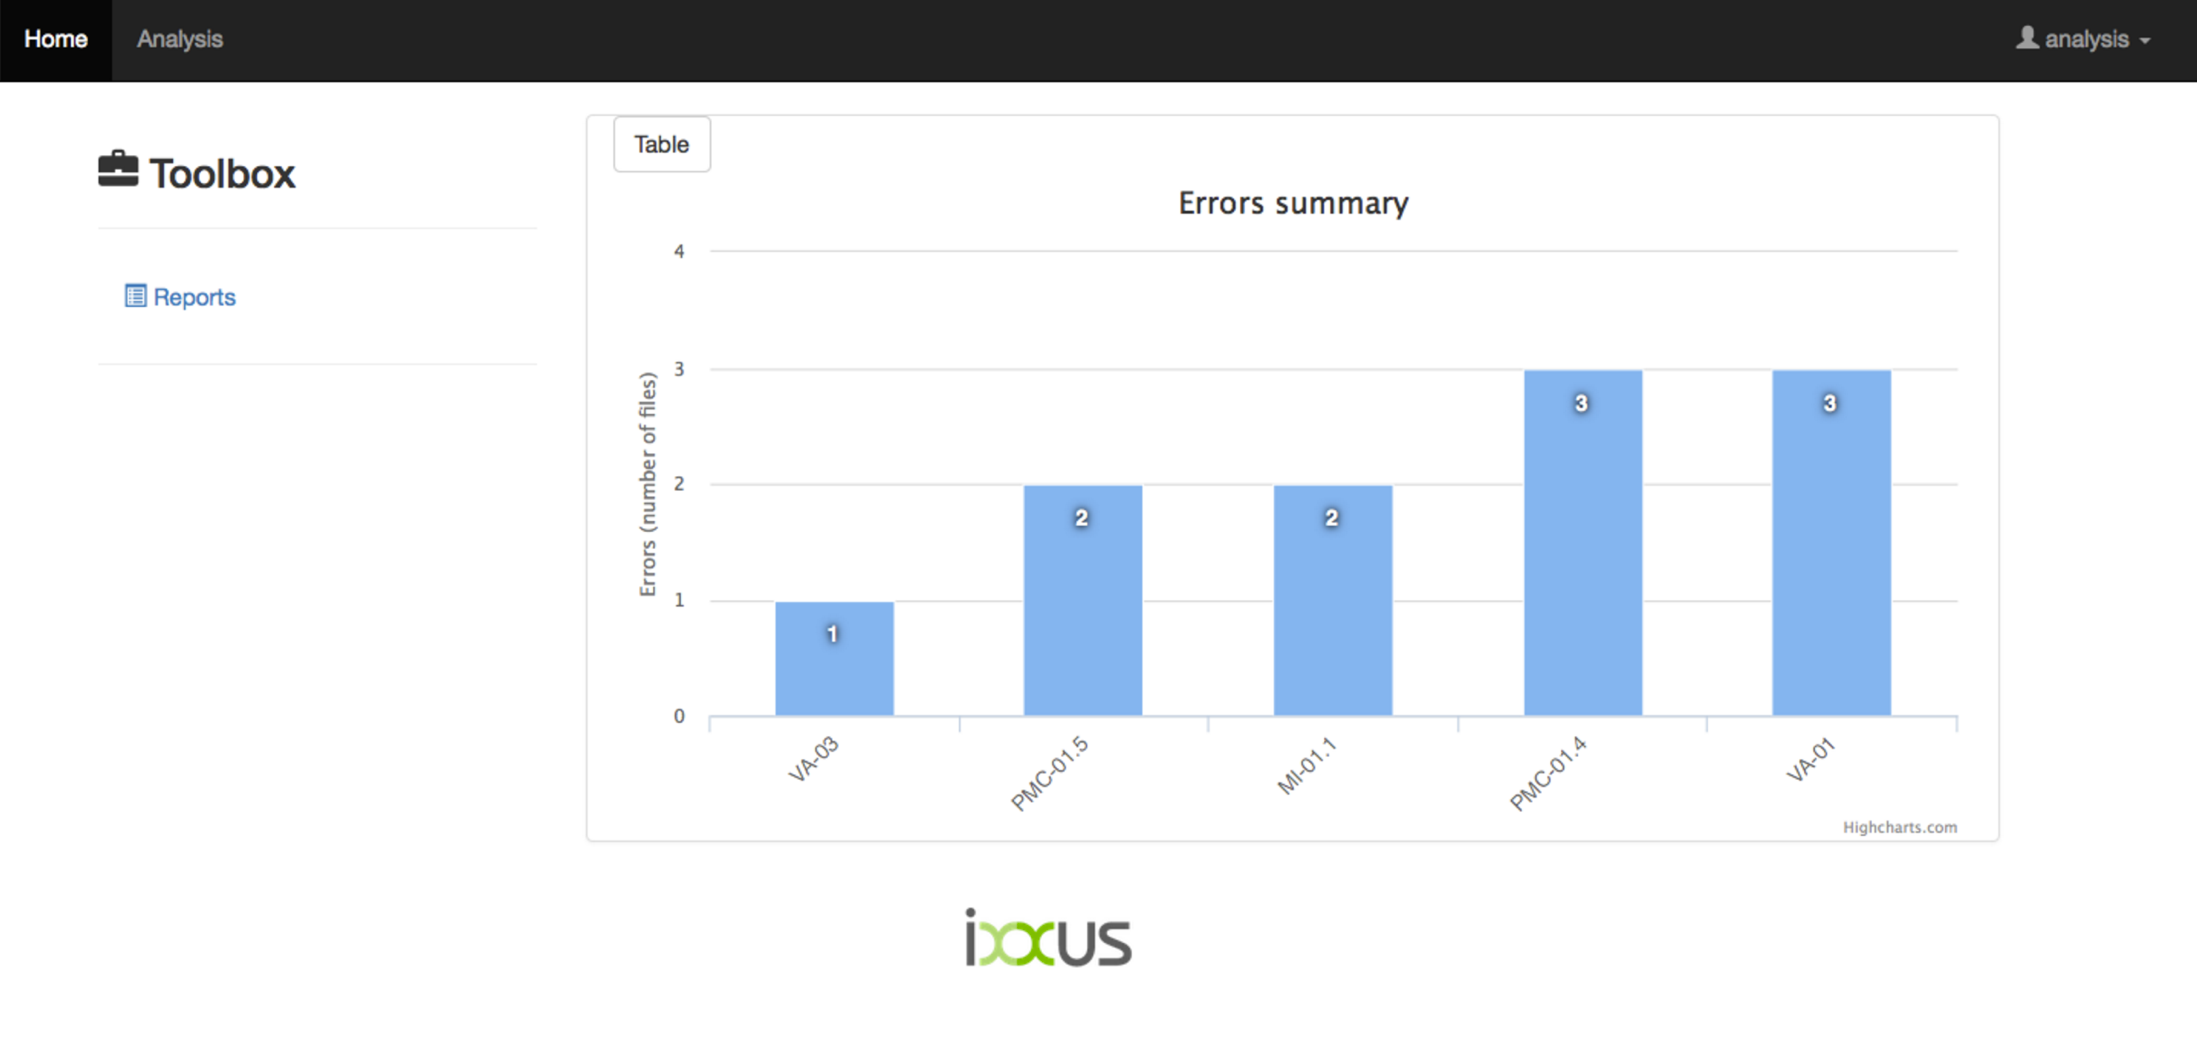 Home
Analysis
analysis
Toolbox
Reports
Table
Errors summary
Errors (number of files)
4
3
2
1
0
1
2
2
3
3
VA-03
PMC-01.5
MI-01.1
PMC-01.4
VA-01
Highcharts.com
ixxus